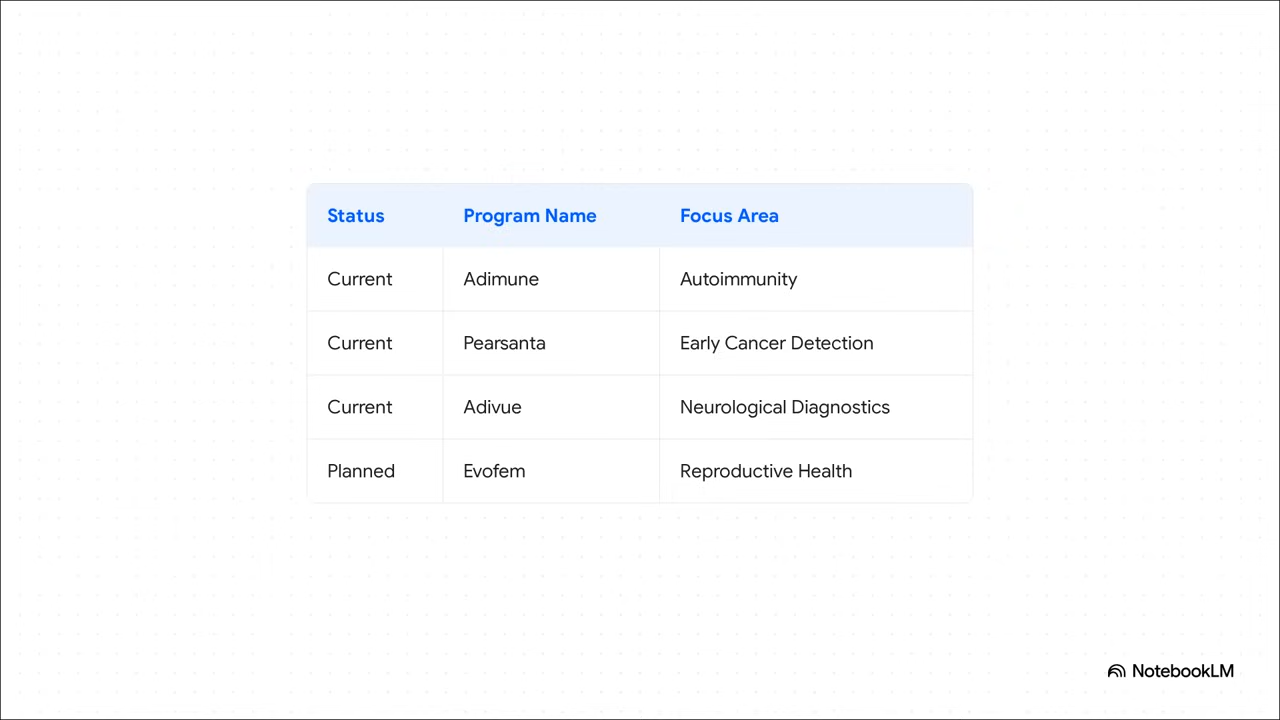 Status Program Name Focus Area
Current Adimune Autoimmunity
Current Pearsanta Early Cancer Detection
Current Adivue Neurological Diagnostics
Planned Evofem Reproductive Health
NotebookLM